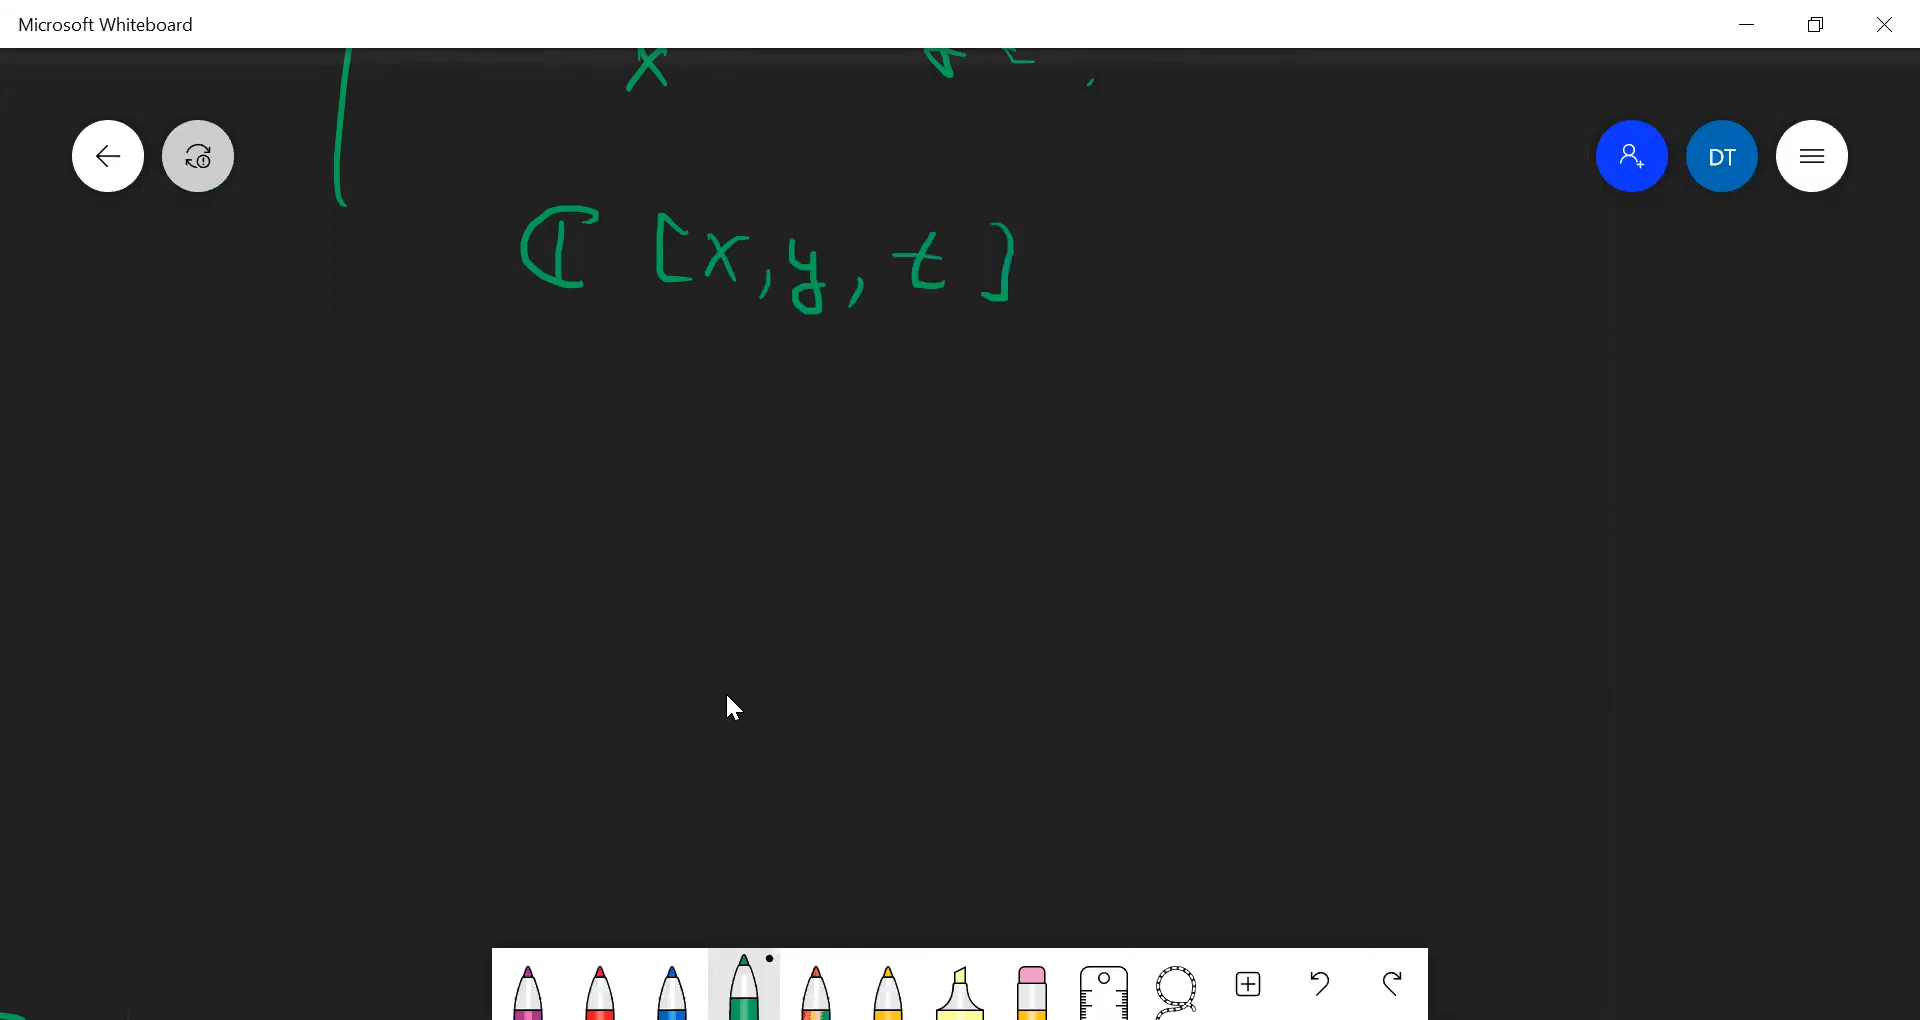 Microsoft Whiteboard
x
DT
ℂ [x, y, t]